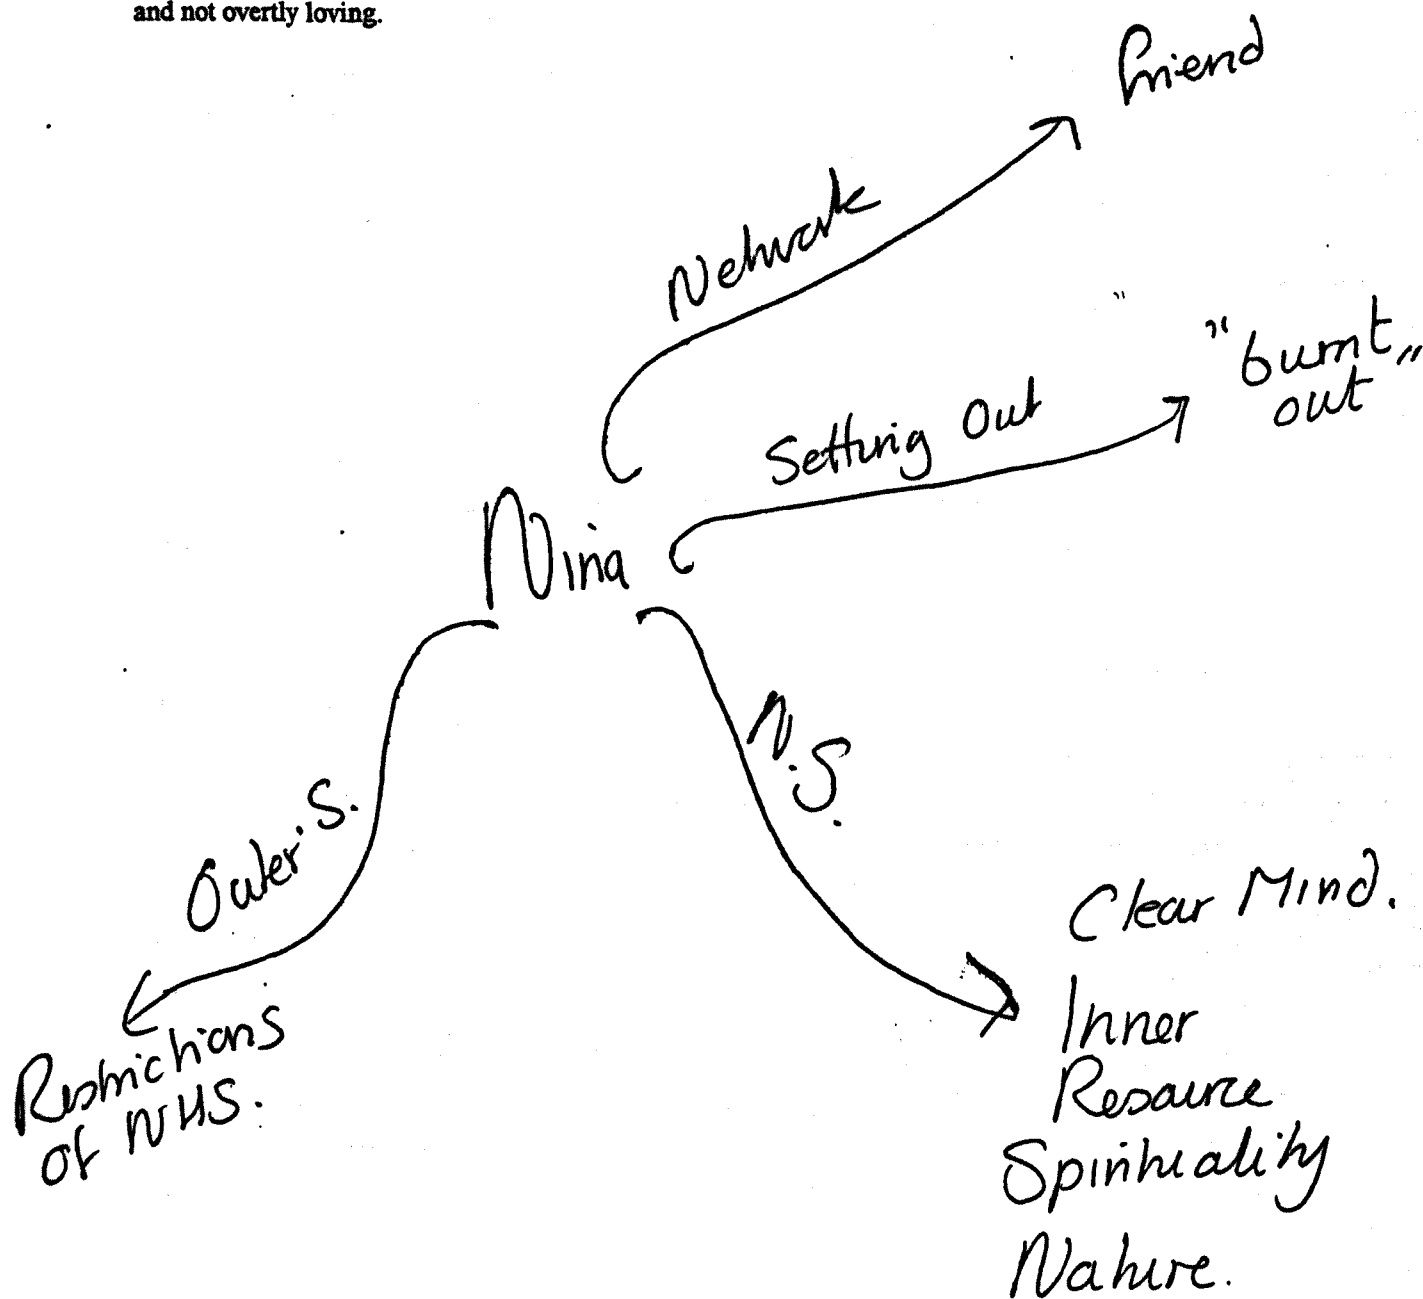 and not overtly loving.
Friend
Network
"burnt"
out
Setting Out
Nina
N.S.
Outer S.
Clear Mind.
Inner
Resource
Spirituality
Nature.
Restrictions
of NHS.